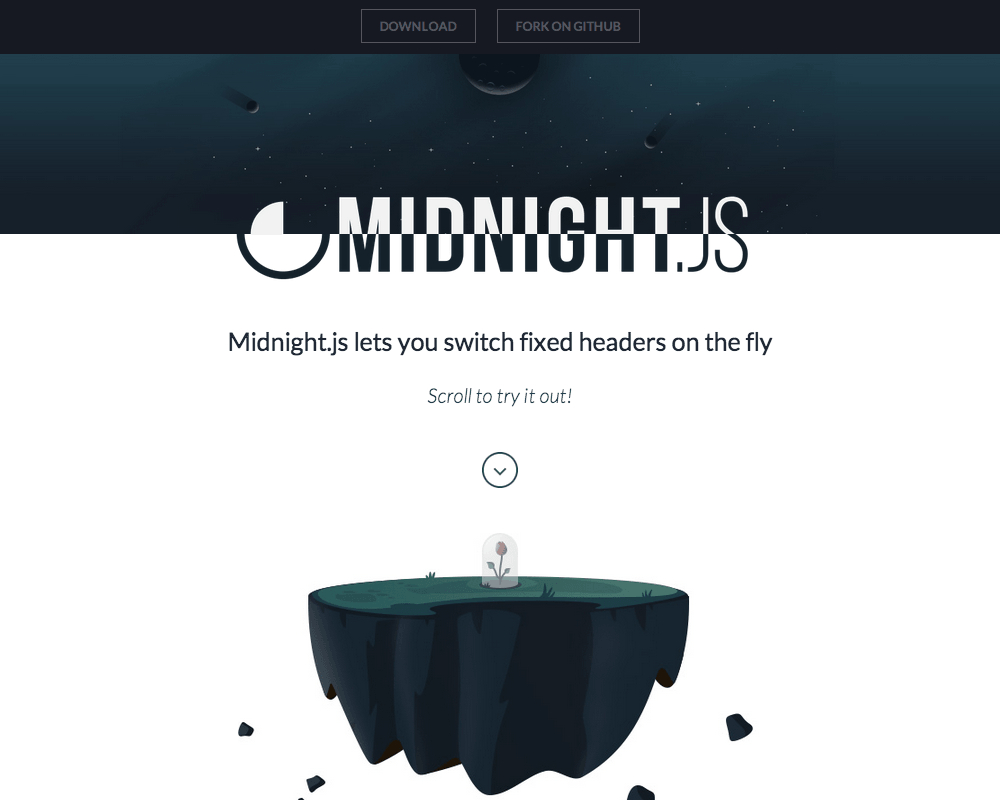 DOWNLOAD
FORK ON GITHUB
MIDNIGHT.JS
Midnight.js lets you switch fixed headers on the fly
Scroll to try it out!